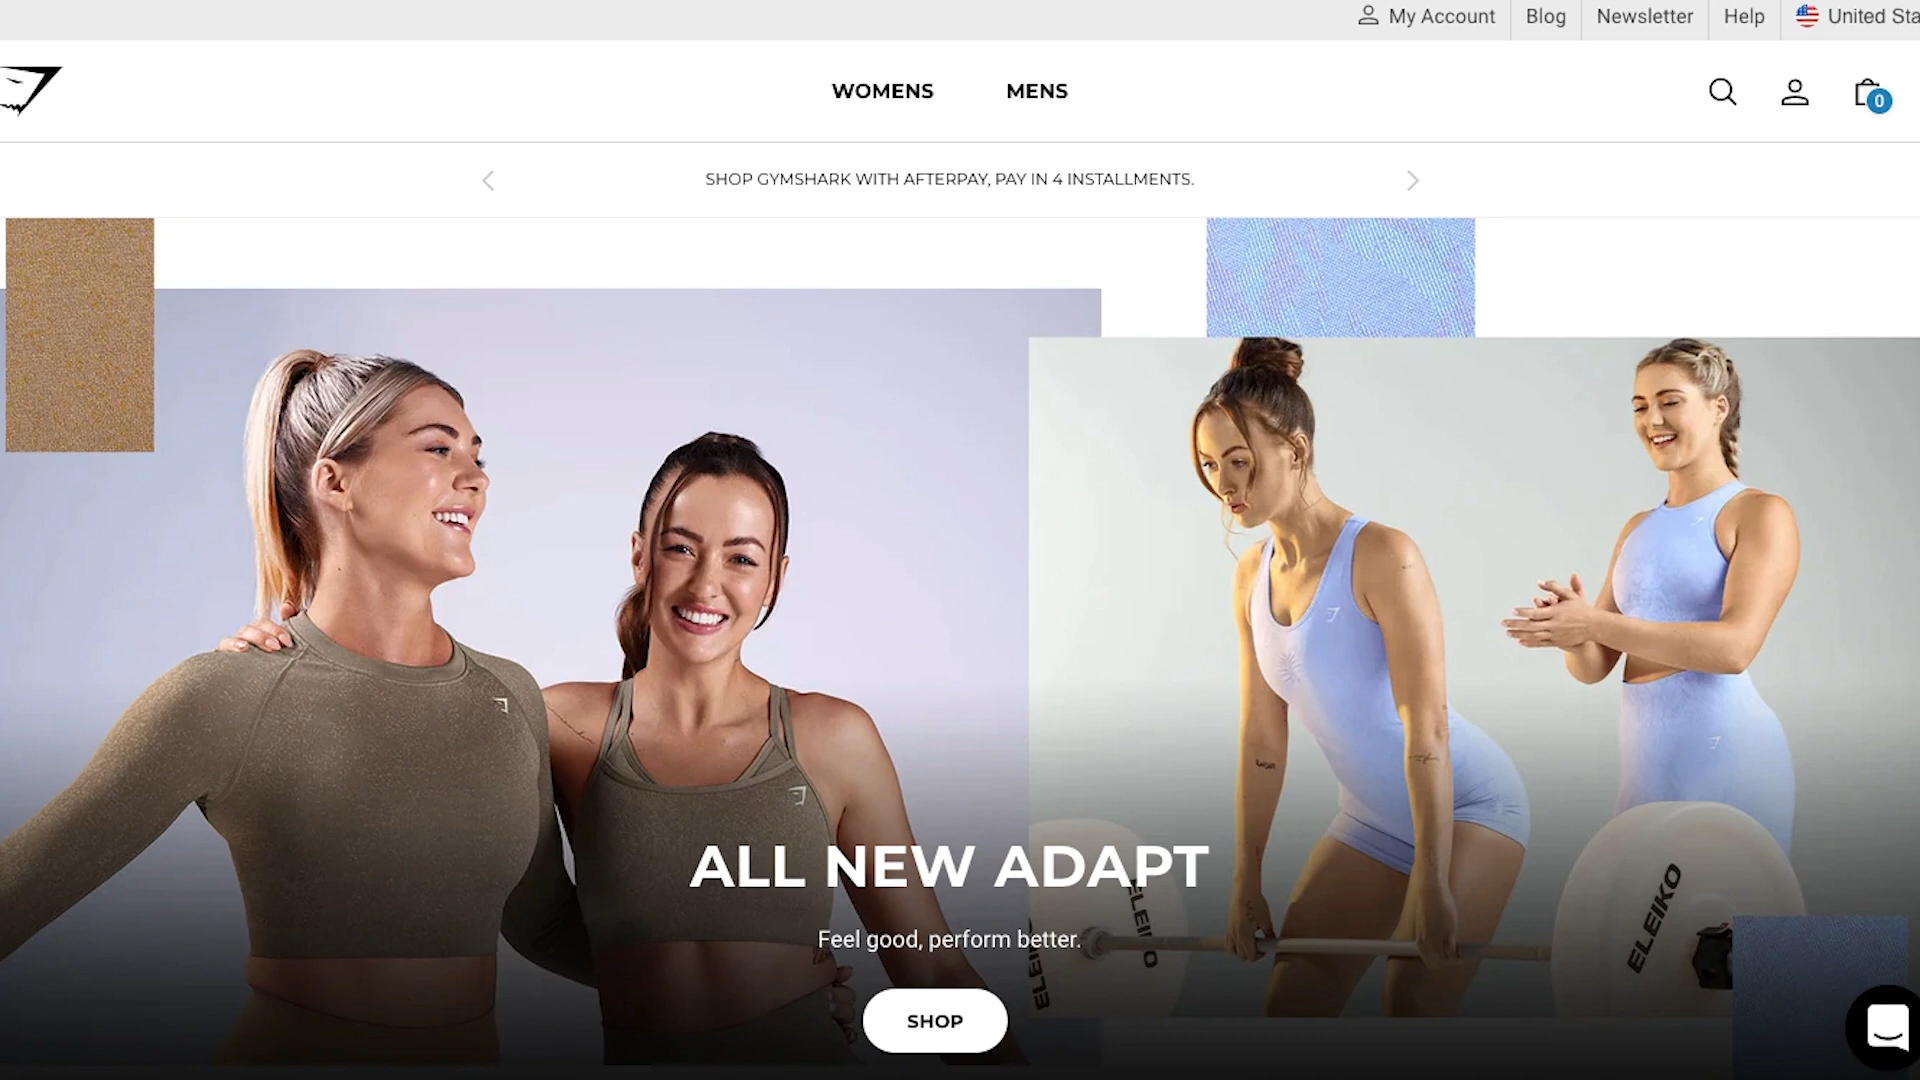 My Account
Blog
Newsletter
Help
United Sta
WOMENS
MENS
0
SHOP GYMSHARK WITH AFTERPAY, PAY IN 4 INSTALLMENTS.
ALL NEW ADAPT
Feel good, perform better.
SHOP
ELEIKO
ELEIKO